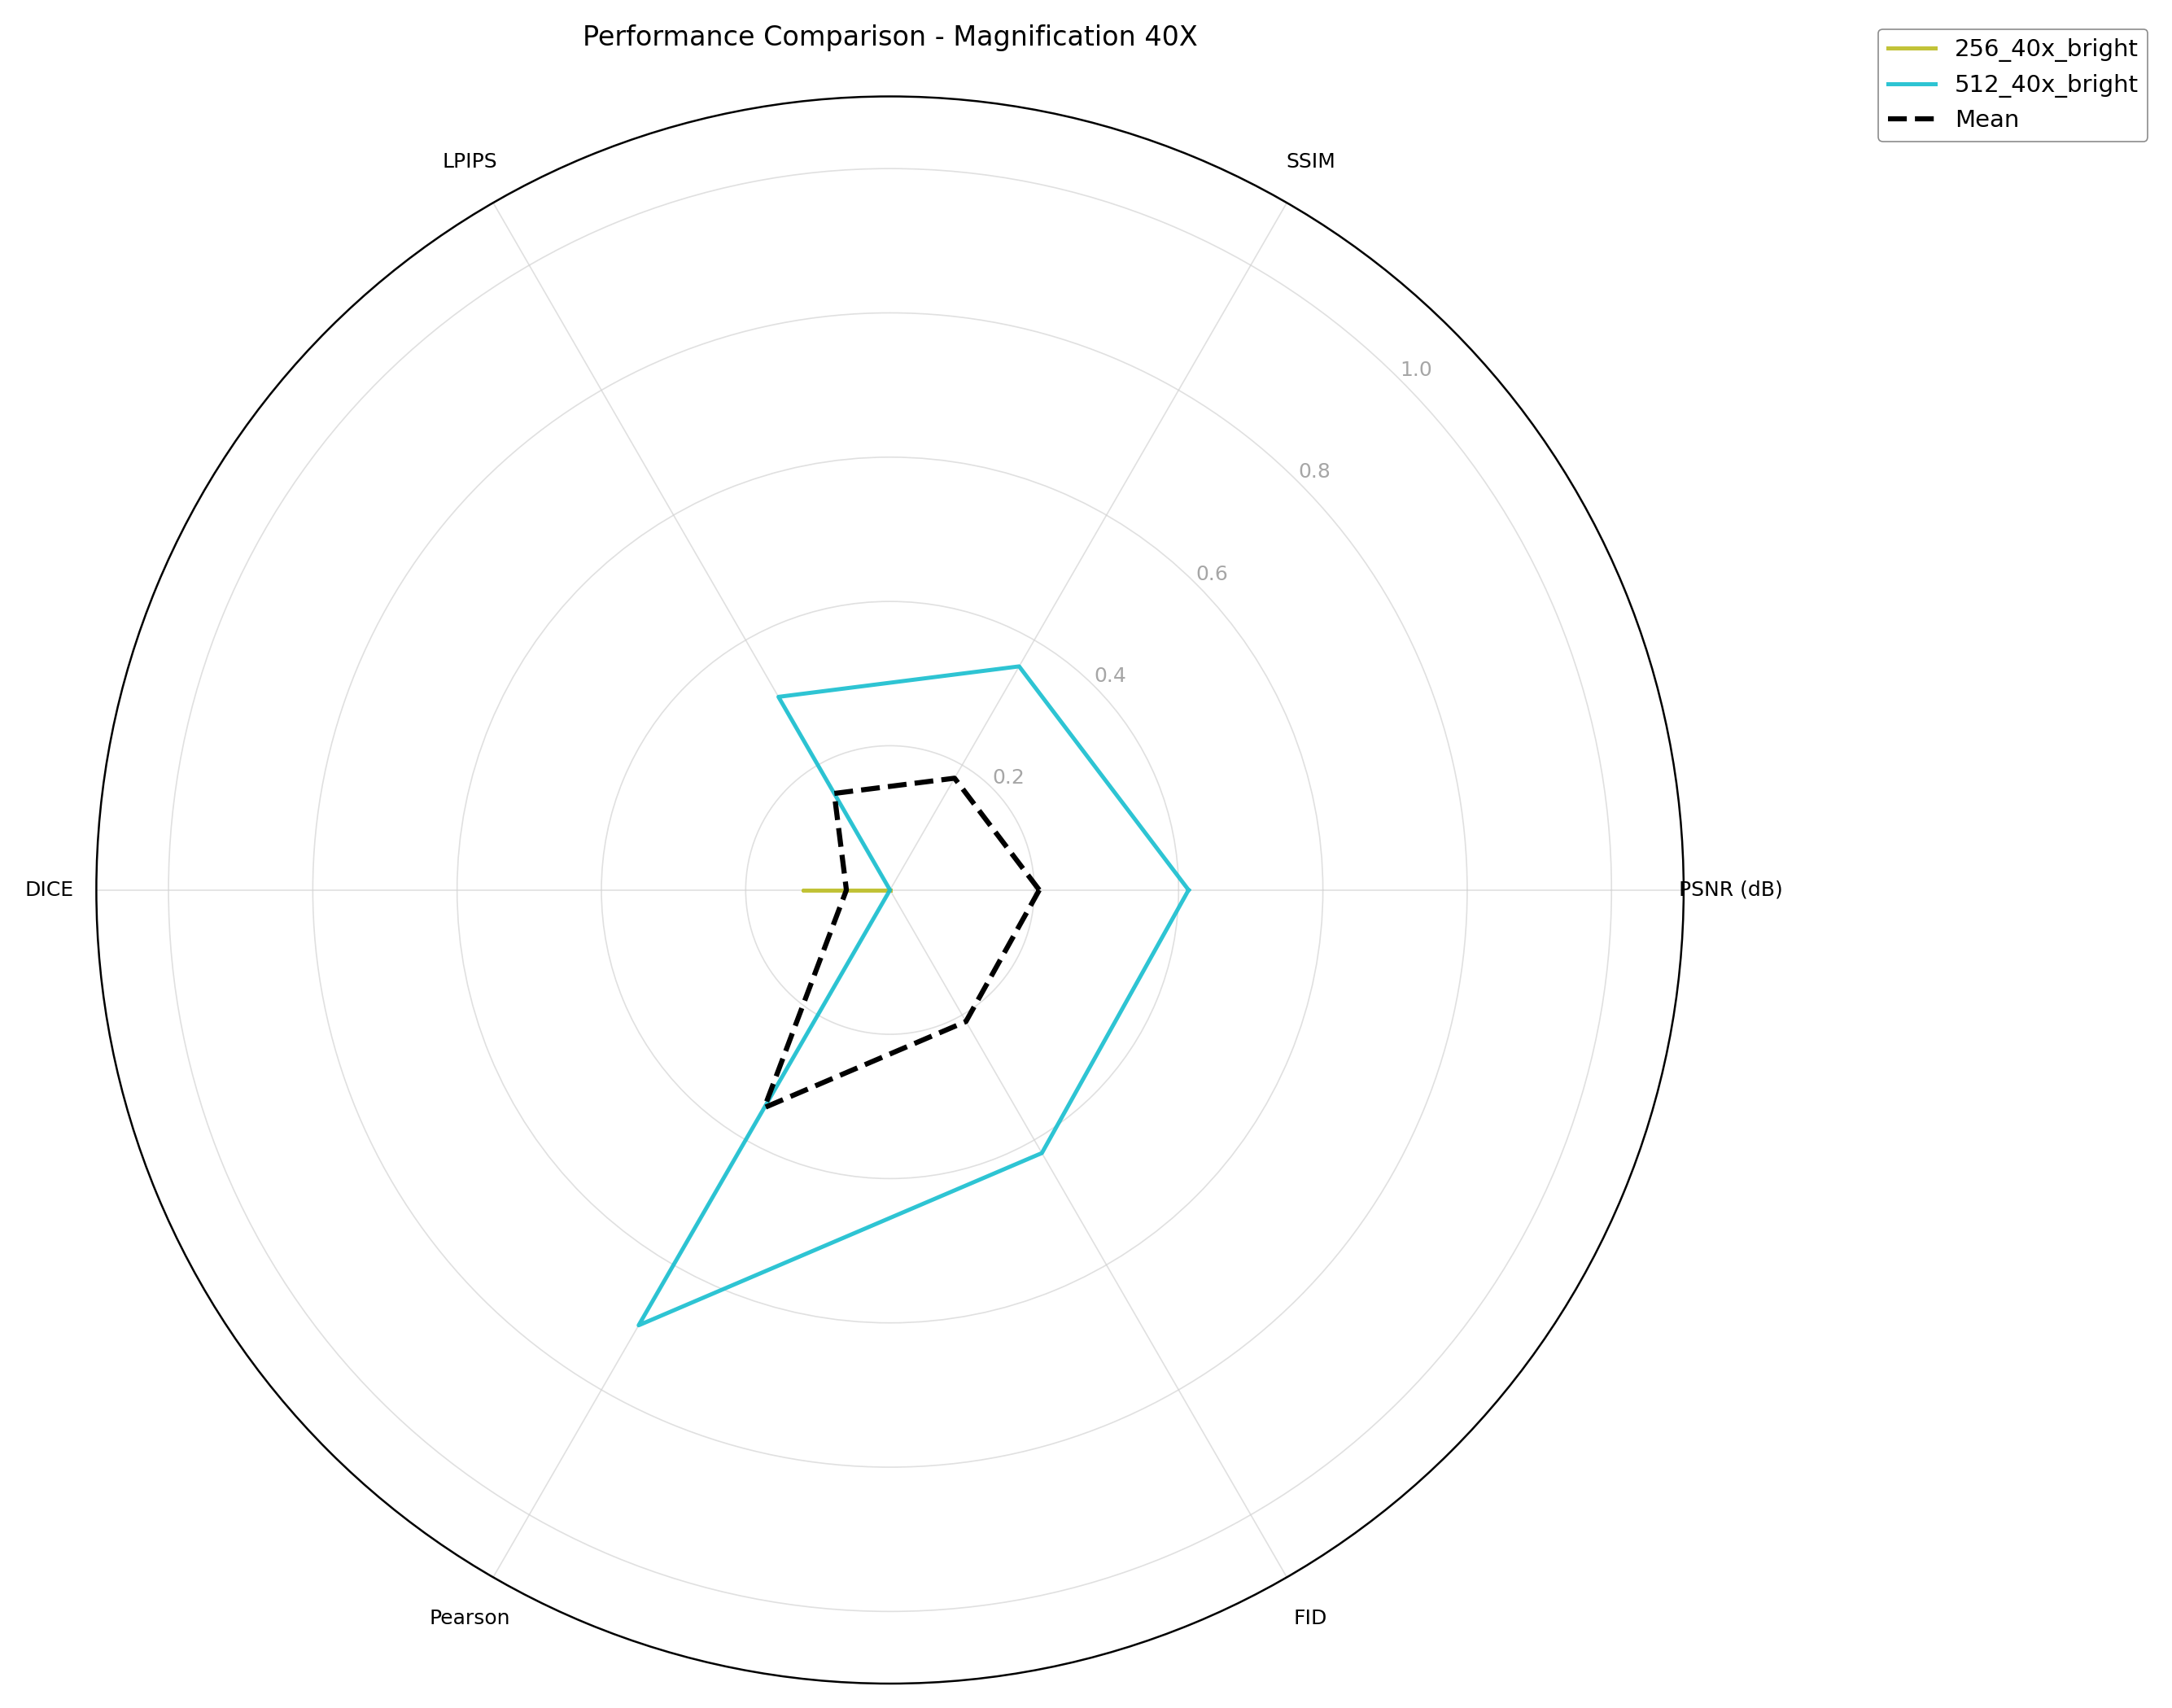 Performance Comparison - Magnification 40X
256_40x_bright
512_40x_bright
Mean
LPIPS
SSIM
1.0
0.8
0.6
0.4
0.2
DICE
PSNR (dB)
Pearson
FID